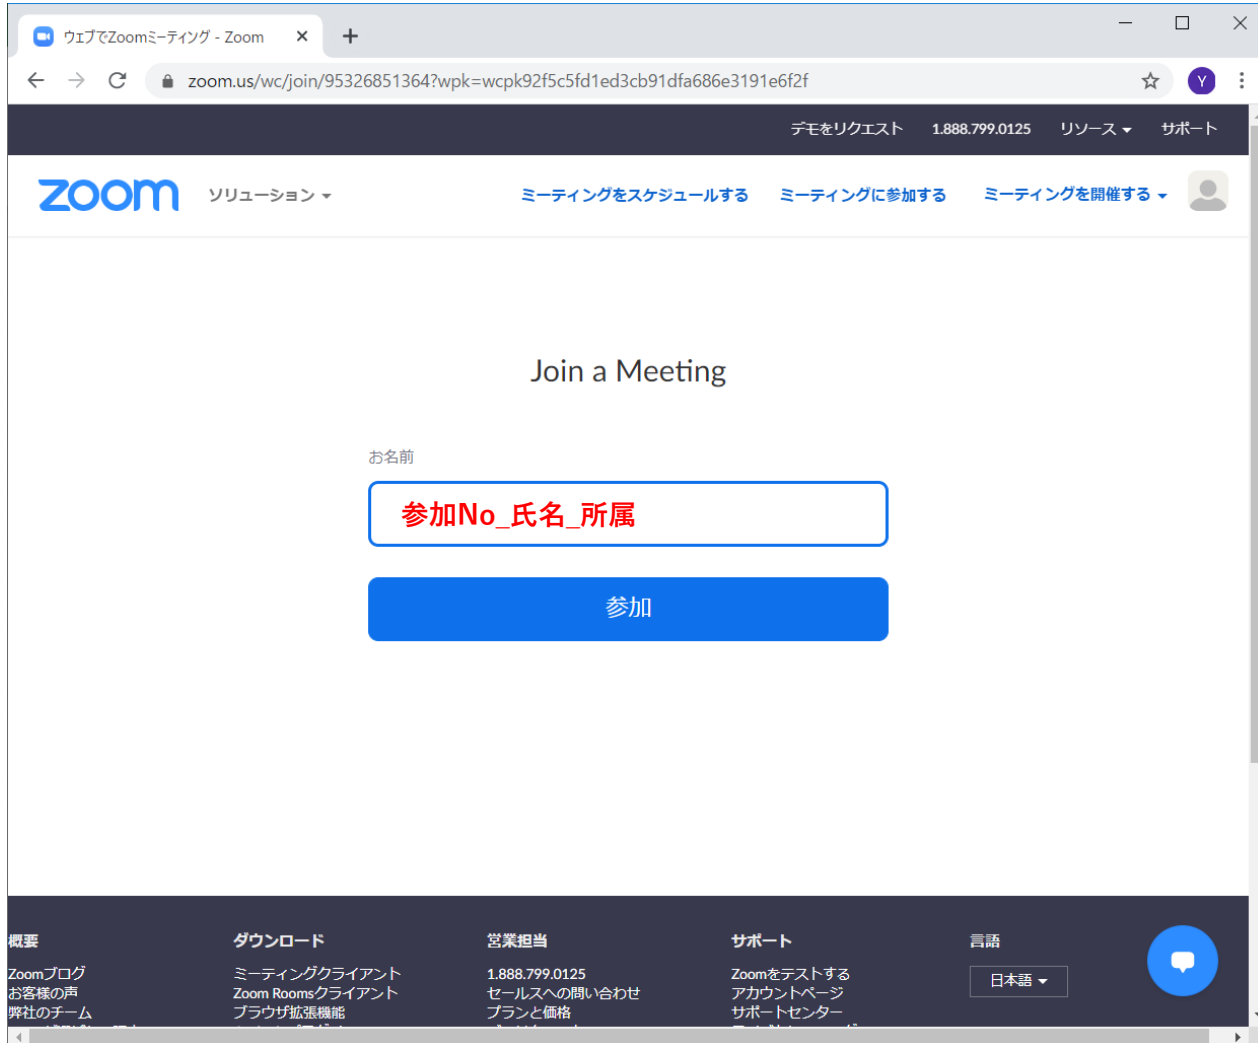 ウェブでZoomミーティング - Zoom
zoom.us/wc/join/95326851364?wpk=wcpk92f5c5fd1ed3cb91dfa686e3191e6f2f
Y
デモをリクエスト 1.888.799.0125 リソース サポート
zoom ソリューション ミーティングをスケジュールする ミーティングに参加する ミーティングを開催する
Join a Meeting
お名前
参加No_氏名_所属
参加
概要 ダウンロード 営業担当 サポート 言語
Zoomブログ ミーティングクライアント 1.888.799.0125 Zoomをテストする 日本語
お客様の声 Zoom Roomsクライアント セールスへの問い合わせ アカウントページ
弊社のチーム ブラウザ拡張機能 プランと価格 サポートセンター